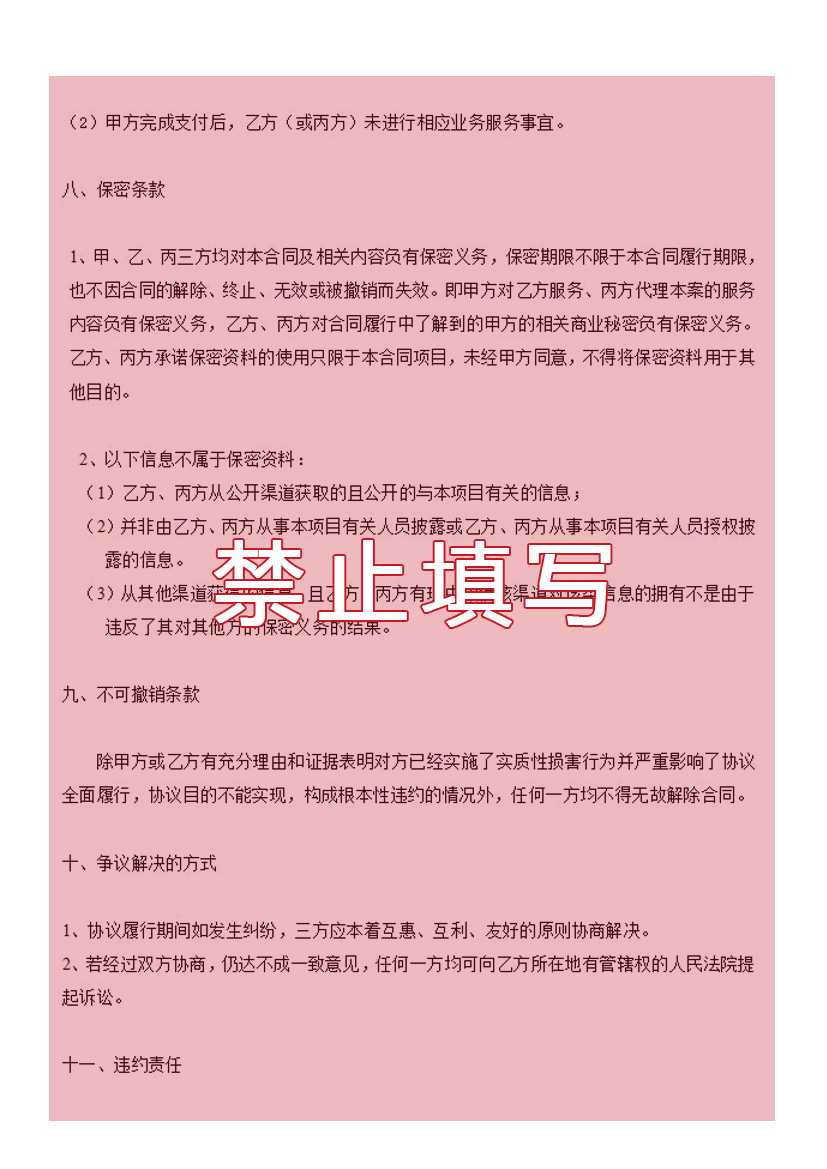 （2）甲方完成支付后，乙方（或丙方）未进行相应业务服务事宜。
八、保密条款
1、甲、乙、丙三方均对本合同及相关内容负有保密义务，保密期限不限于本合同履行期限，
也不因合同的解除、终止、无效或被撤销而失效。即甲方对乙方服务、丙方代理本案的服务
内容负有保密义务，乙方、丙方对合同履行中了解到的甲方的相关商业秘密负有保密义务。
乙方、丙方承诺保密资料的使用只限于本合同项目，未经甲方同意，不得将保密资料用于其
他目的。
2、以下信息不属于保密资料：
（1）乙方、丙方从公开渠道获取的且公开的与本项目有关的信息；
（2）并非由乙方、丙方从事本项目有关人员披露或乙方、丙方从事本项目有关人员授权披
露的信息。
禁止填写
（3）从其他渠道获 且乙方 丙方有 信息的拥有不是由于
违反了其对其他方的保密义务的结果。
九、不可撤销条款
除甲方或乙方有充分理由和证据表明对方已经实施了实质性损害行为并严重影响了协议
全面履行，协议目的不能实现，构成根本性违约的情况外，任何一方均不得无故解除合同。
十、争议解决的方式
1、协议履行期间如发生纠纷，三方应本着互惠、互利、友好的原则协商解决。
2、若经过双方协商，仍达不成一致意见，任何一方均可向乙方所在地有管辖权的人民法院提
起诉讼。
十一、违约责任